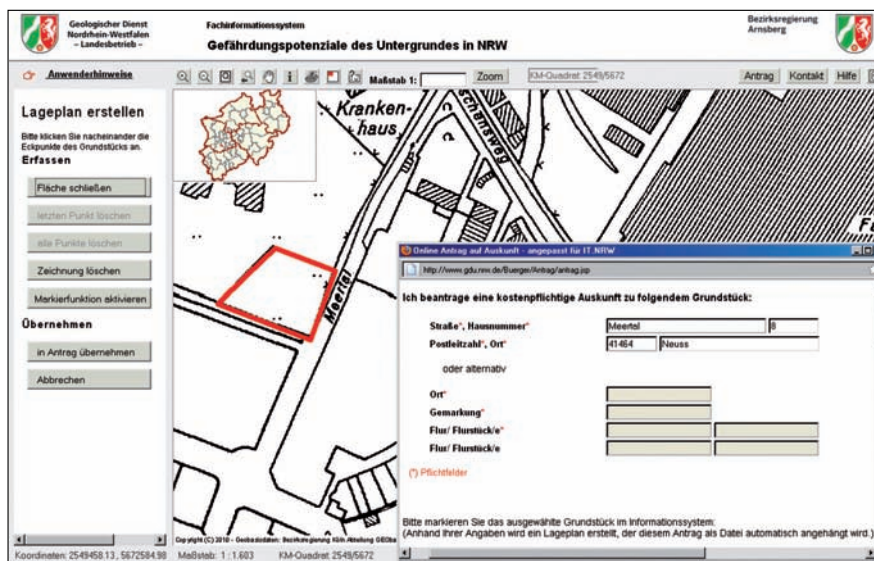 Geologischer Dienst
Nordrhein-Westfalen
– Landesbetrieb –
Fachinformationssystem
Gefährdungspotenziale des Untergrundes in NRW
Bezirksregierung
Arnsberg
Anwenderhinweise
Maßstab 1:
Zoom
KM-Quadrat 2549/5672
Antrag
Kontakt
Hilfe
Lageplan erstellen
Bitte klicken Sie nacheinander die
Eckpunkte des Grundstücks an.
Erfassen
Fläche schließen
letzten Punkt löschen
alle Punkte löschen
Zeichnung löschen
Markierfunktion aktivieren
Übernehmen
in Antrag übernehmen
Abbrechen
Kranken-
haus
Meertal
Online Antrag auf Auskunft - angepasst für IT.NRW
http://www.gdu.nrw.de/Buerger/Antrag/antrag.jsp
Ich beantrage eine kostenpflichtige Auskunft zu folgendem Grundstück:
Straße*, Hausnummer* Meertal 8
Postleitzahl*, Ort* 41464 Neuss
oder alternativ
Ort*
Gemarkung*
Flur/ Flurstück/e*
Flur/ Flurstück/e
(*) Pflichtfelder
Bitte markieren Sie das ausgewählte Grundstück im Informationssystem:
(Anhand Ihrer Angaben wird ein Lageplan erstellt, der diesem Antrag als Datei automatisch angehängt wird.)
Copyright (C) 2010 - Geobasisdaten: Bezirksregierung Köln Abteilung GEObasis
Koordinaten: 2549458.13, 5672584.98 Maßstab: 1 : 1.603 KM-Quadrat 2549/5672